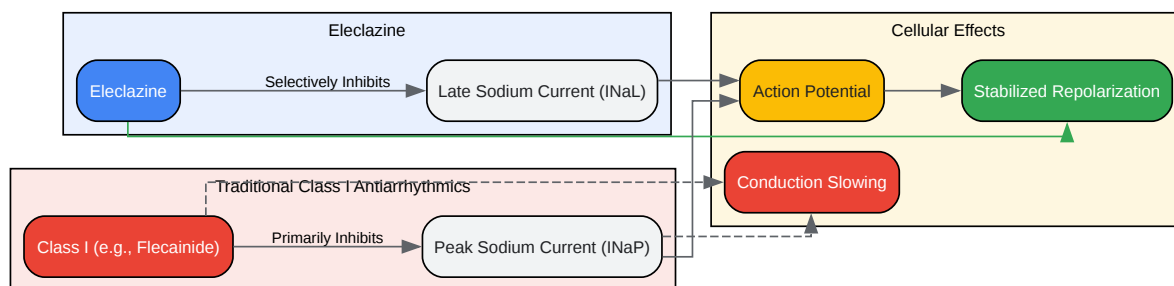 Eleclazine
Cellular Effects
Eleclazine
Selectively Inhibits
Late Sodium Current (INaL)
Action Potential
Stabilized Repolarization
Traditional Class I Antiarrhythmics
Conduction Slowing
Class I (e.g., Flecainide)
Primarily Inhibits
Peak Sodium Current (INaP)